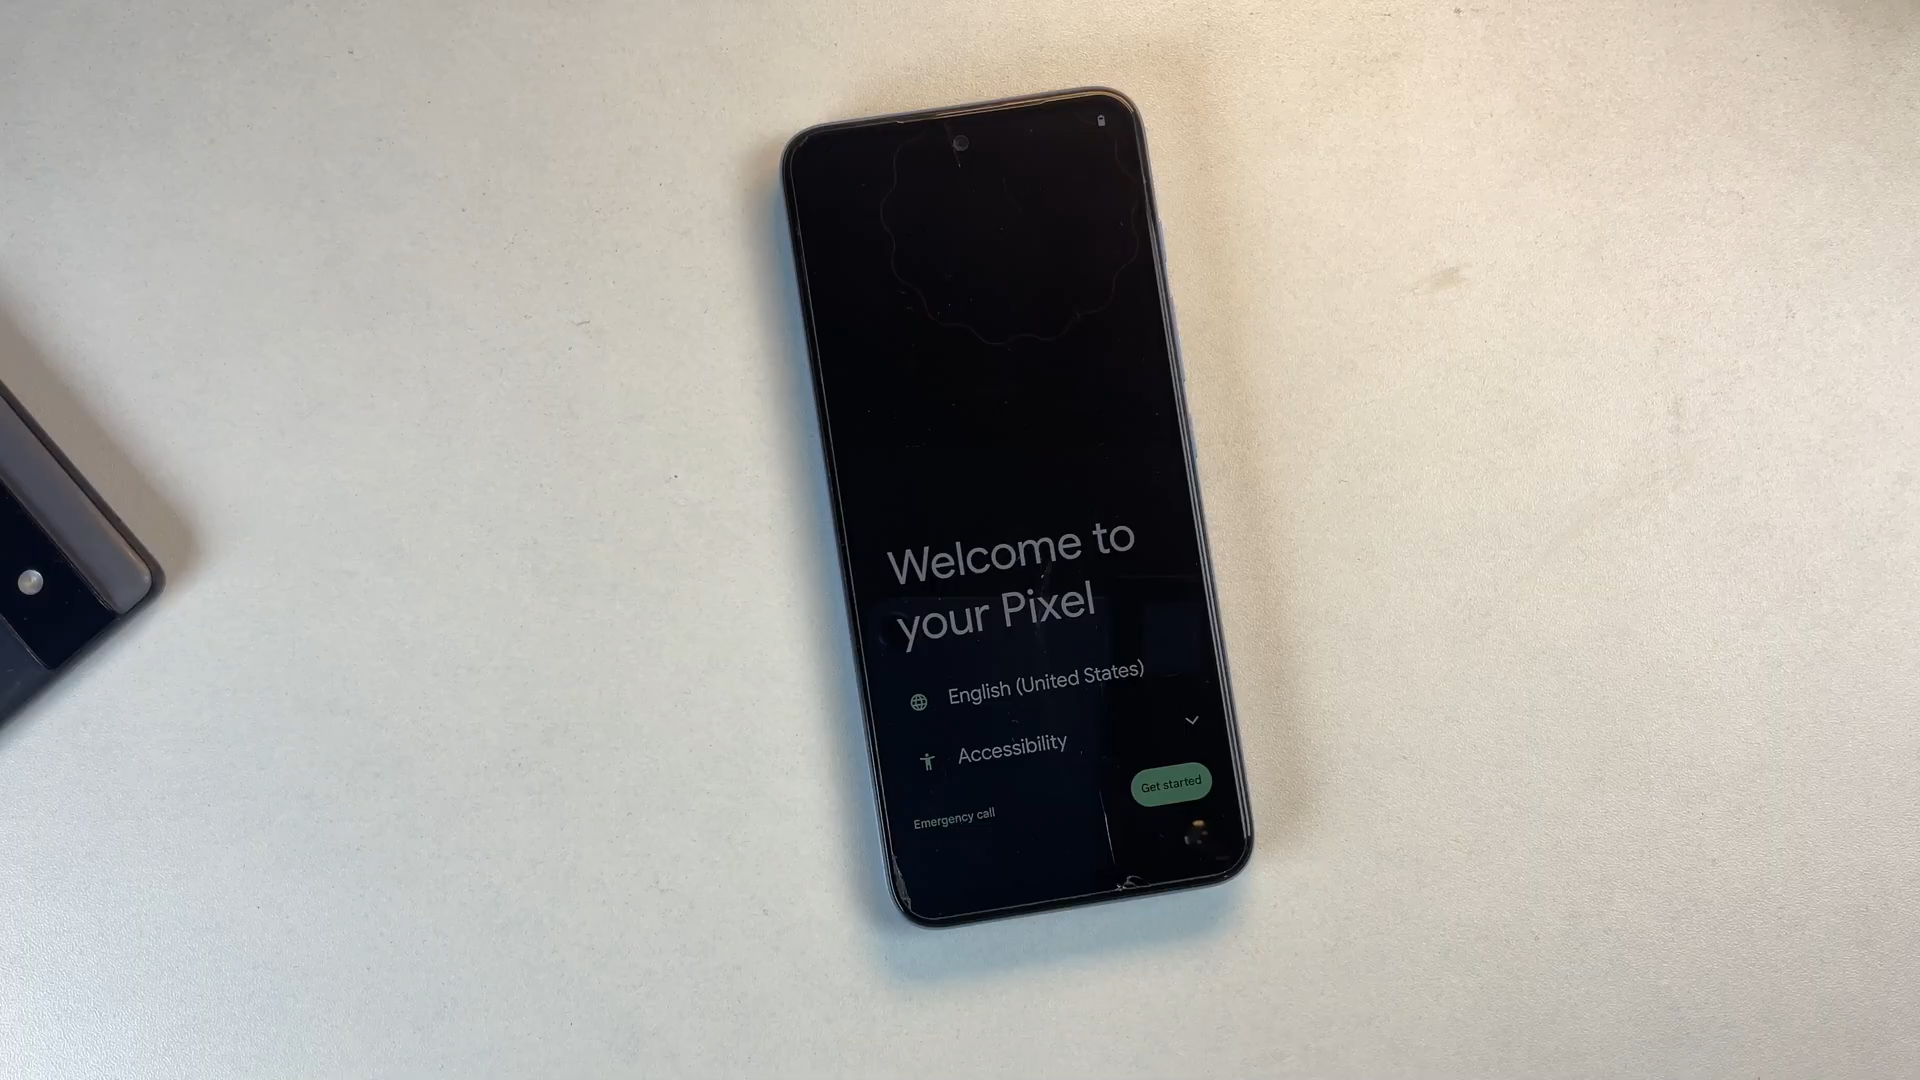 Welcome to
your Pixel
English (United States)
Accessibility
Get started
Emergency call